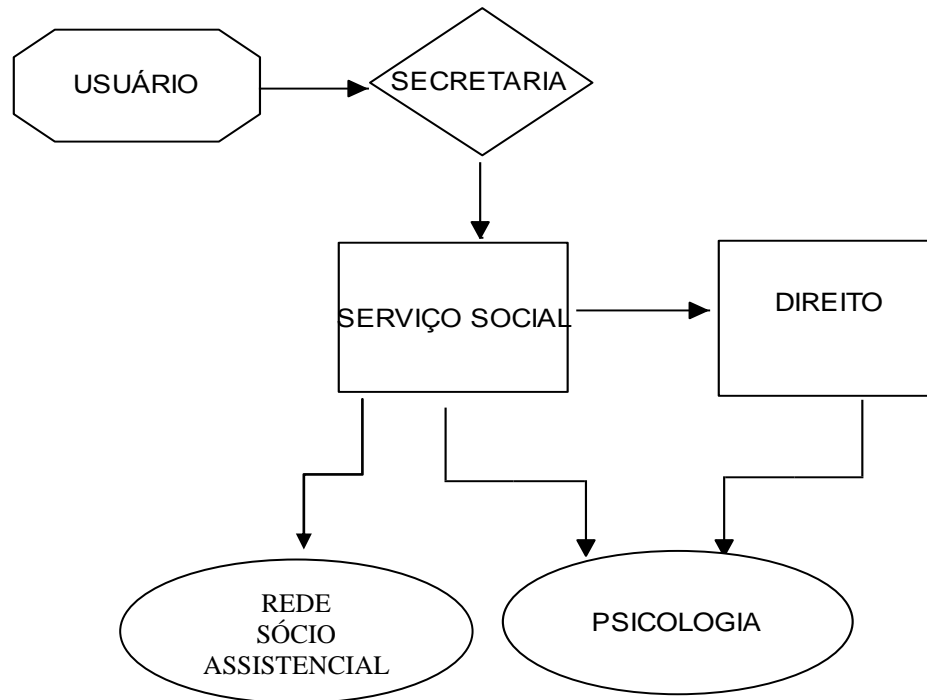 USUÁRIO
SECRETARIA
SERVIÇO SOCIAL
DIREITO
REDE
SÓCIO
ASSISTENCIAL
PSICOLOGIA